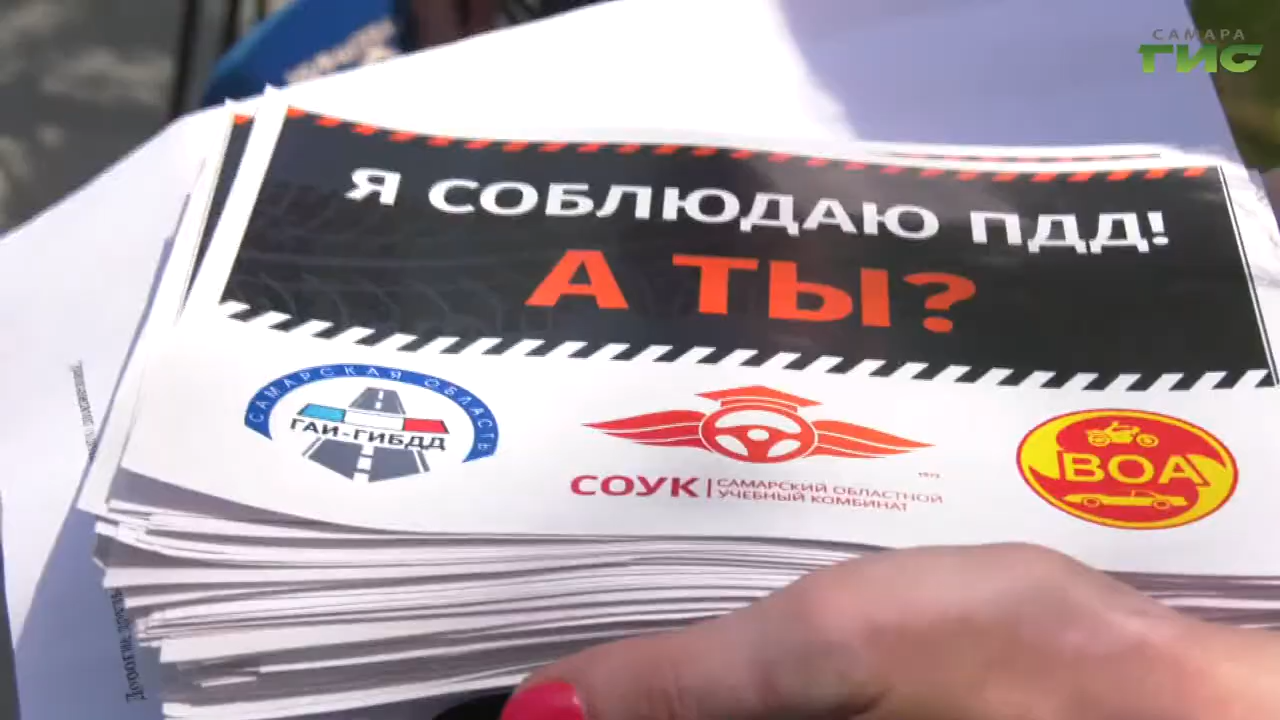 САМАРА
ГИС
Я СОБЛЮДАЮ ПДД!
А ТЫ?
САМАРСКАЯ ОБЛАСТЬ
ГАИ-ГИБДД
СОУК
САМАРСКИЙ ОБЛАСТНОЙ
УЧЕБНЫЙ КОМБИНАТ
ВОА